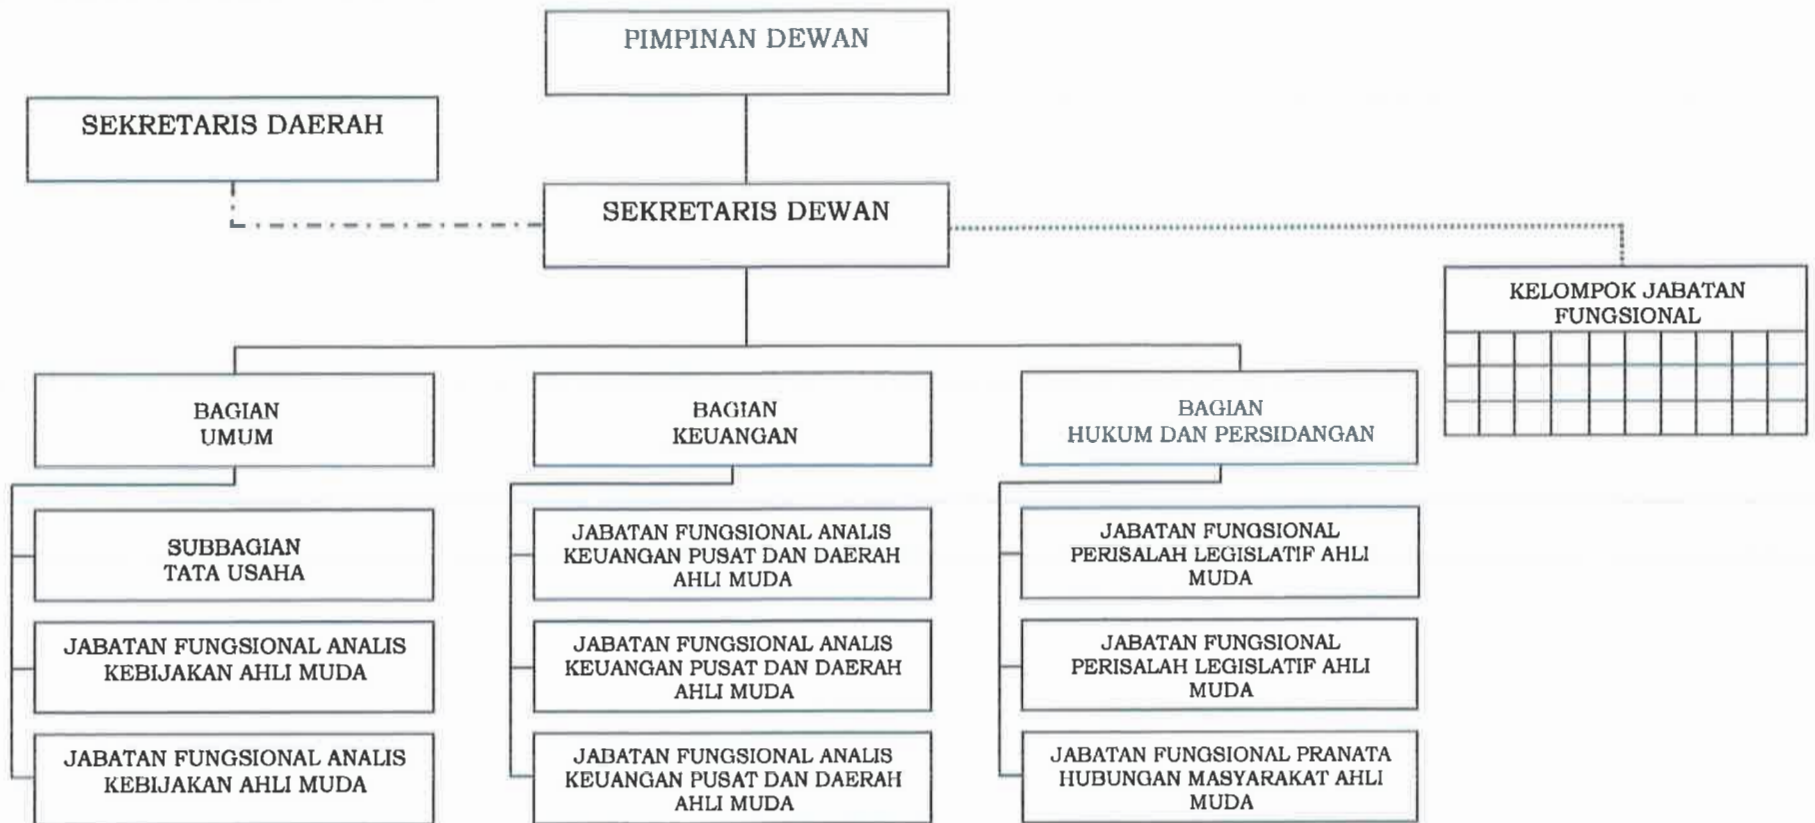 PIMPINAN DEWAN
SEKRETARIS DAERAH
SEKRETARIS DEWAN
KELOMPOK JABATAN
FUNGSIONAL
BAGIAN
UMUM
BAGIAN
KEUANGAN
BAGIAN
HUKUM DAN PERSIDANGAN
SUBBAGIAN
TATA USAHA
JABATAN FUNGSIONAL ANALIS
KEBIJAKAN AHLI MUDA
JABATAN FUNGSIONAL ANALIS
KEBIJAKAN AHLI MUDA
JABATAN FUNGSIONAL ANALIS
KEUANGAN PUSAT DAN DAERAH
AHLI MUDA
JABATAN FUNGSIONAL ANALIS
KEUANGAN PUSAT DAN DAERAH
AHLI MUDA
JABATAN FUNGSIONAL ANALIS
KEUANGAN PUSAT DAN DAERAH
AHLI MUDA
JABATAN FUNGSIONAL
PERISALAH LEGISLATIF AHLI
MUDA
JABATAN FUNGSIONAL
PERISALAH LEGISLATIF AHLI
MUDA
JABATAN FUNGSIONAL PRANATA
HUBUNGAN MASYARAKAT AHLI
MUDA